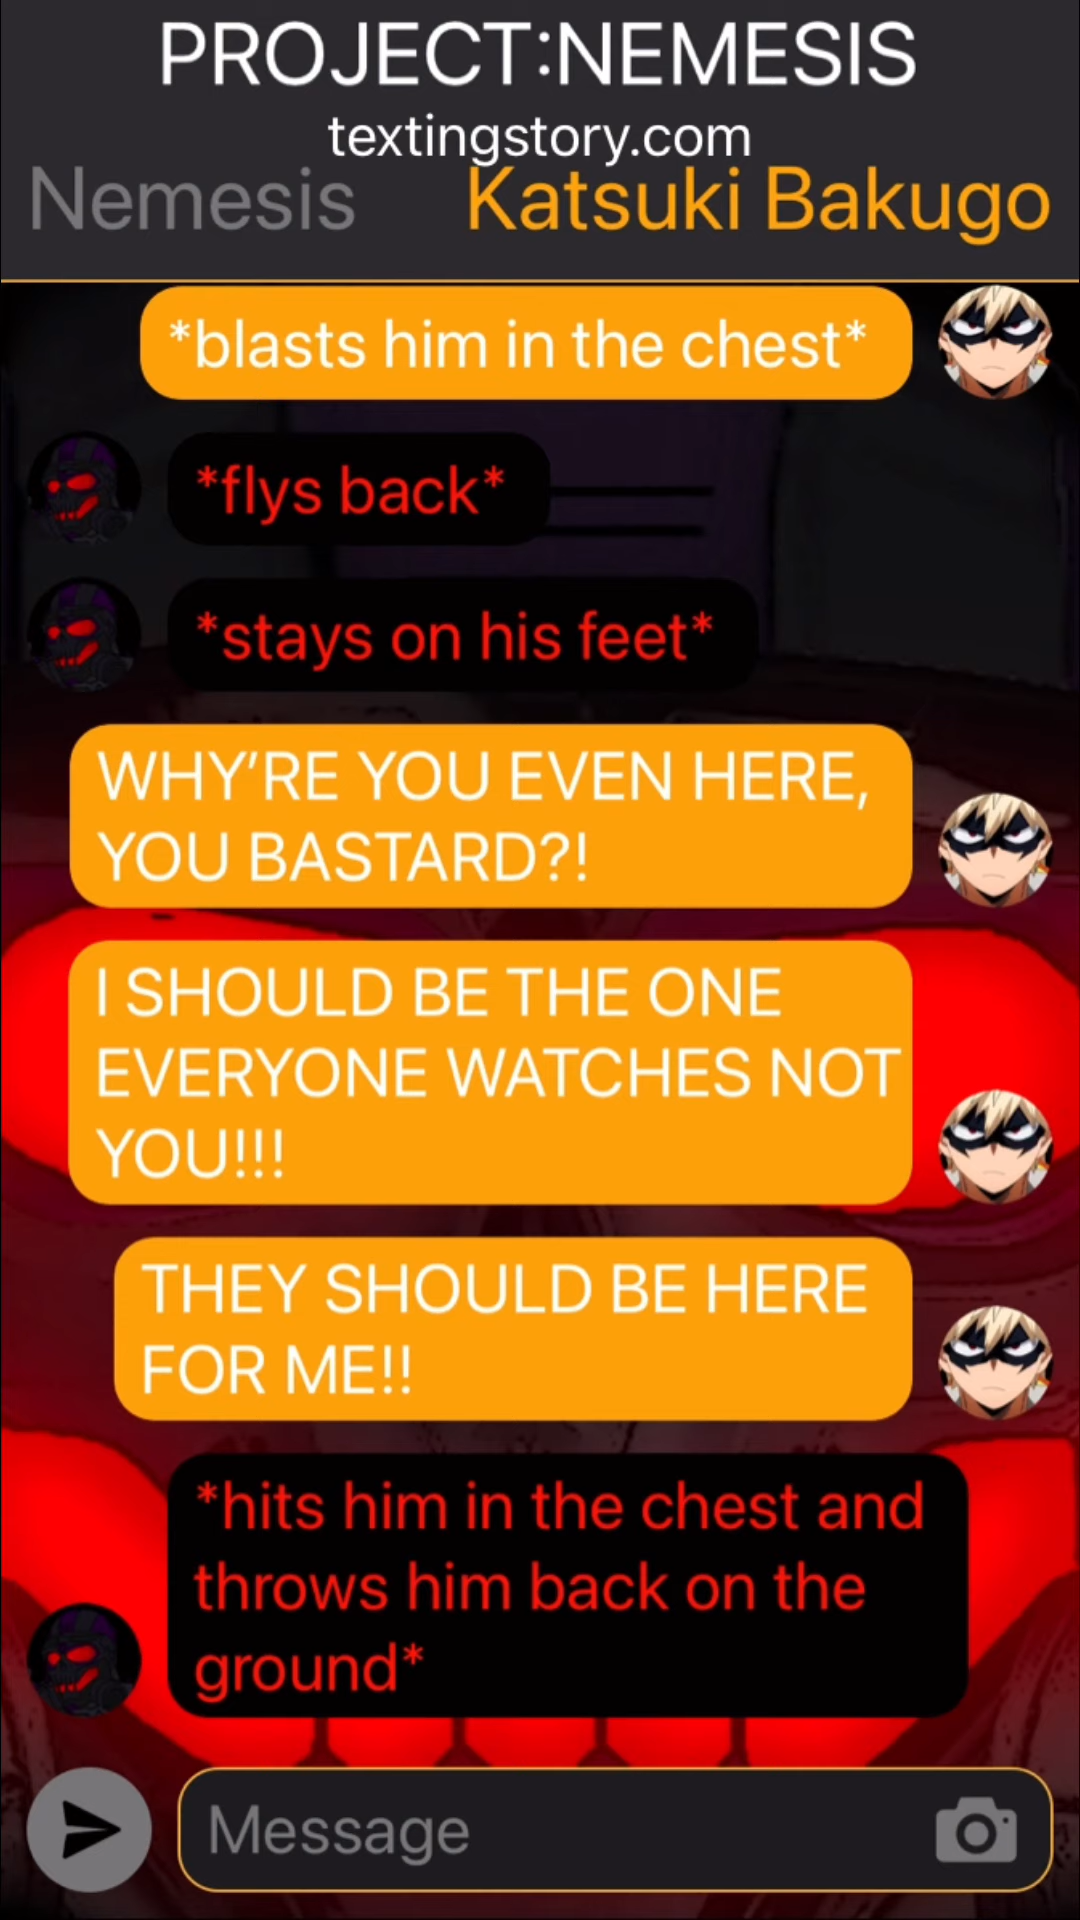 PROJECT:NEMESIS
textingstory.com
Nemesis
Katsuki Bakugo
*blasts him in the chest*
*flys back*
*stays on his feet*
WHY’RE YOU EVEN HERE,
YOU BASTARD?!
I SHOULD BE THE ONE
EVERYONE WATCHES NOT
YOU!!!
THEY SHOULD BE HERE
FOR ME!!
*hits him in the chest and
throws him back on the
ground*
Message